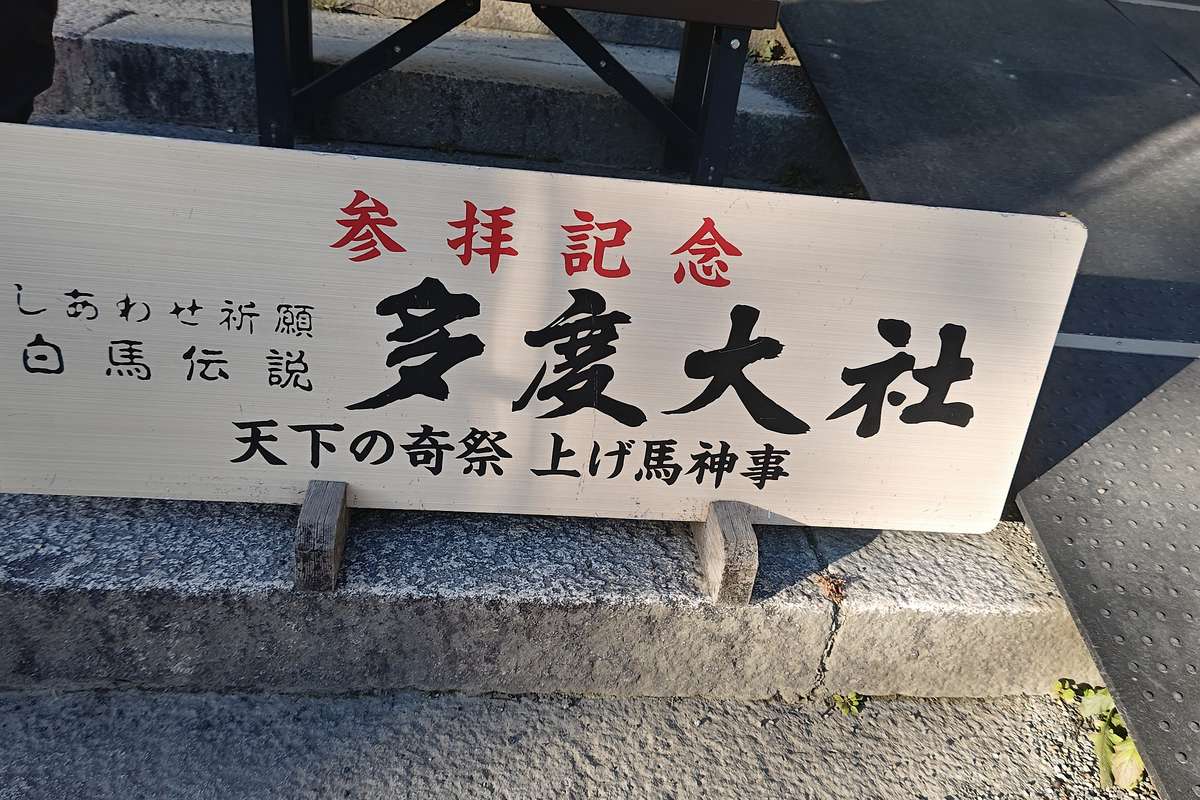 参拝記念
しあわせ祈願
白馬伝説
多度大社
天下の奇祭 上げ馬神事